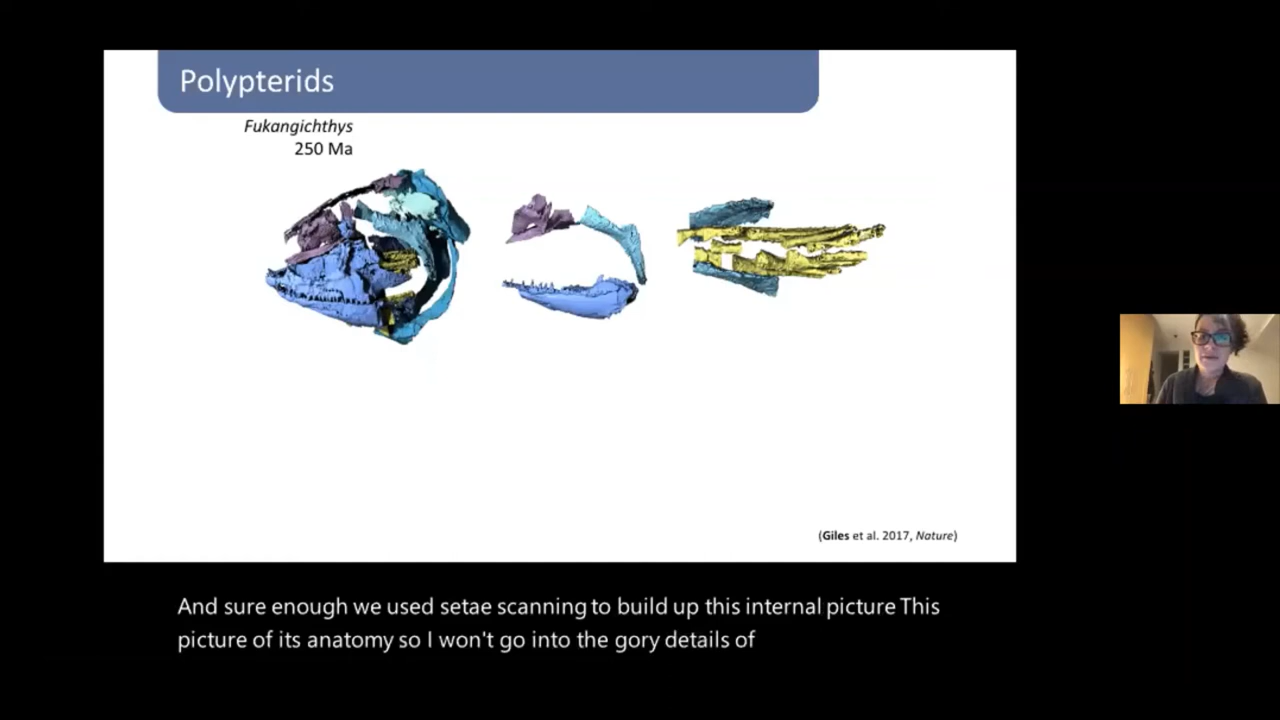 Polypterids
Fukangichthys
250 Ma
(Giles et al. 2017, Nature)
And sure enough we used setae scanning to build up this internal picture This
picture of its anatomy so I won't go into the gory details of